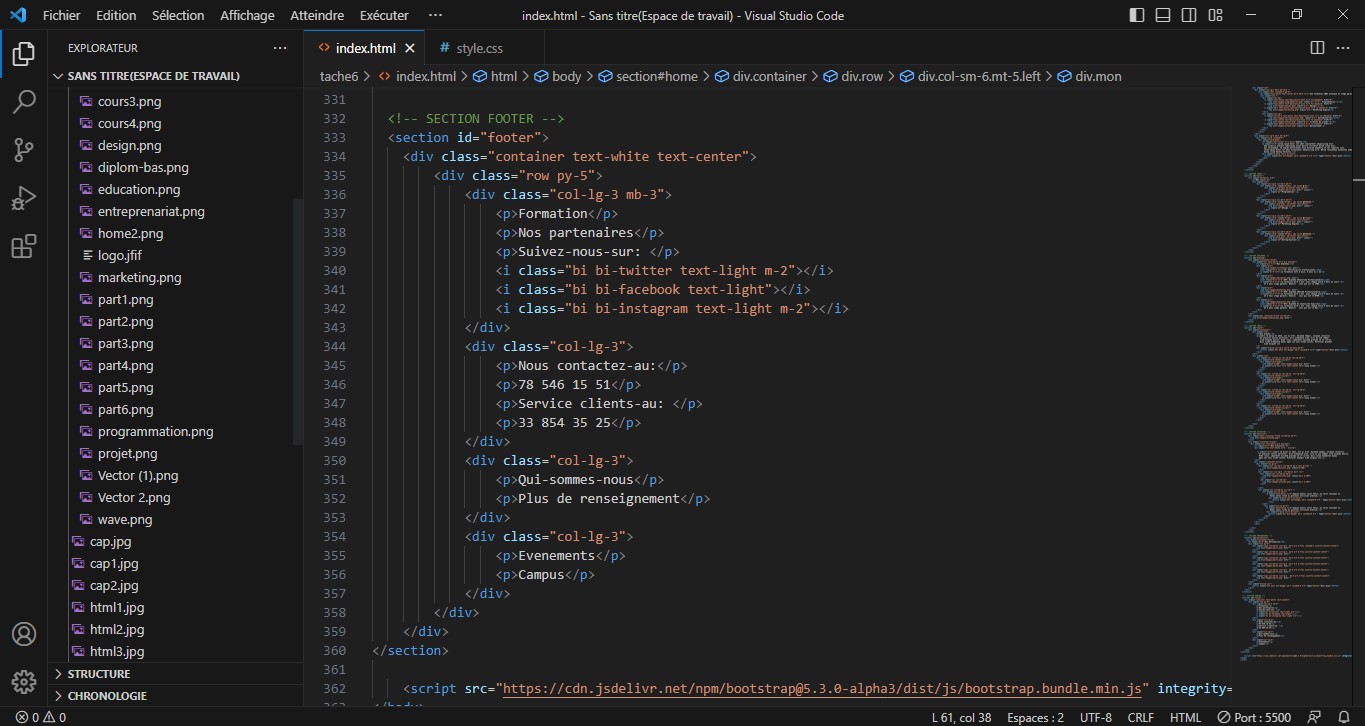 Fichier Edition Sélection Affichage Atteindre Exécuter ··· index.html - Sans titre(Espace de travail) - Visual Studio Code
EXPLORATEUR ···
SANS TITRE(ESPACE DE TRAVAIL)
cours3.png
cours4.png
design.png
diplom-bas.png
education.png
entreprenariat.png
home2.png
logo.jfif
marketing.png
part1.png
part2.png
part3.png
part4.png
part5.png
part6.png
programmation.png
projet.png
Vector (1).png
Vector 2.png
wave.png
cap.jpg
cap1.jpg
cap2.jpg
html1.jpg
html2.jpg
html3.jpg
STRUCTURE
CHRONOLOGIE
index.html # style.css
tache6 > index.html > html > body > section#home > div.container > div.row > div.col-sm-6.mt-5.left > div.mon
331
332 <!-- SECTION FOOTER -->
333 <section id="footer">
334 <div class="container text-white text-center">
335 <div class="row py-5">
336 <div class="col-lg-3 mb-3">
337 <p>Formation</p>
338 <p>Nos partenaires</p>
339 <p>Suivez-nous-sur: </p>
340 <i class="bi bi-twitter text-light m-2"></i>
341 <i class="bi bi-facebook text-light"></i>
342 <i class="bi bi-instagram text-light m-2"></i>
343 </div>
344 <div class="col-lg-3">
345 <p>Nous contactez-au:</p>
346 <p>78 546 15 51</p>
347 <p>Service clients-au: </p>
348 <p>33 854 35 25</p>
349 </div>
350 <div class="col-lg-3">
351 <p>Qui-sommes-nous</p>
352 <p>Plus de renseignement</p>
353 </div>
354 <div class="col-lg-3">
355 <p>Evenements</p>
356 <p>Campus</p>
357 </div>
358 </div>
359 </div>
360 </section>
361
362 <script src="https://cdn.jsdelivr.net/npm/bootstrap@5.3.0-alpha3/dist/js/bootstrap.bundle.min.js" integrity=
363 </body>
0 0 L 61, col 38 Espaces : 2 UTF-8 CRLF HTML Port : 5500